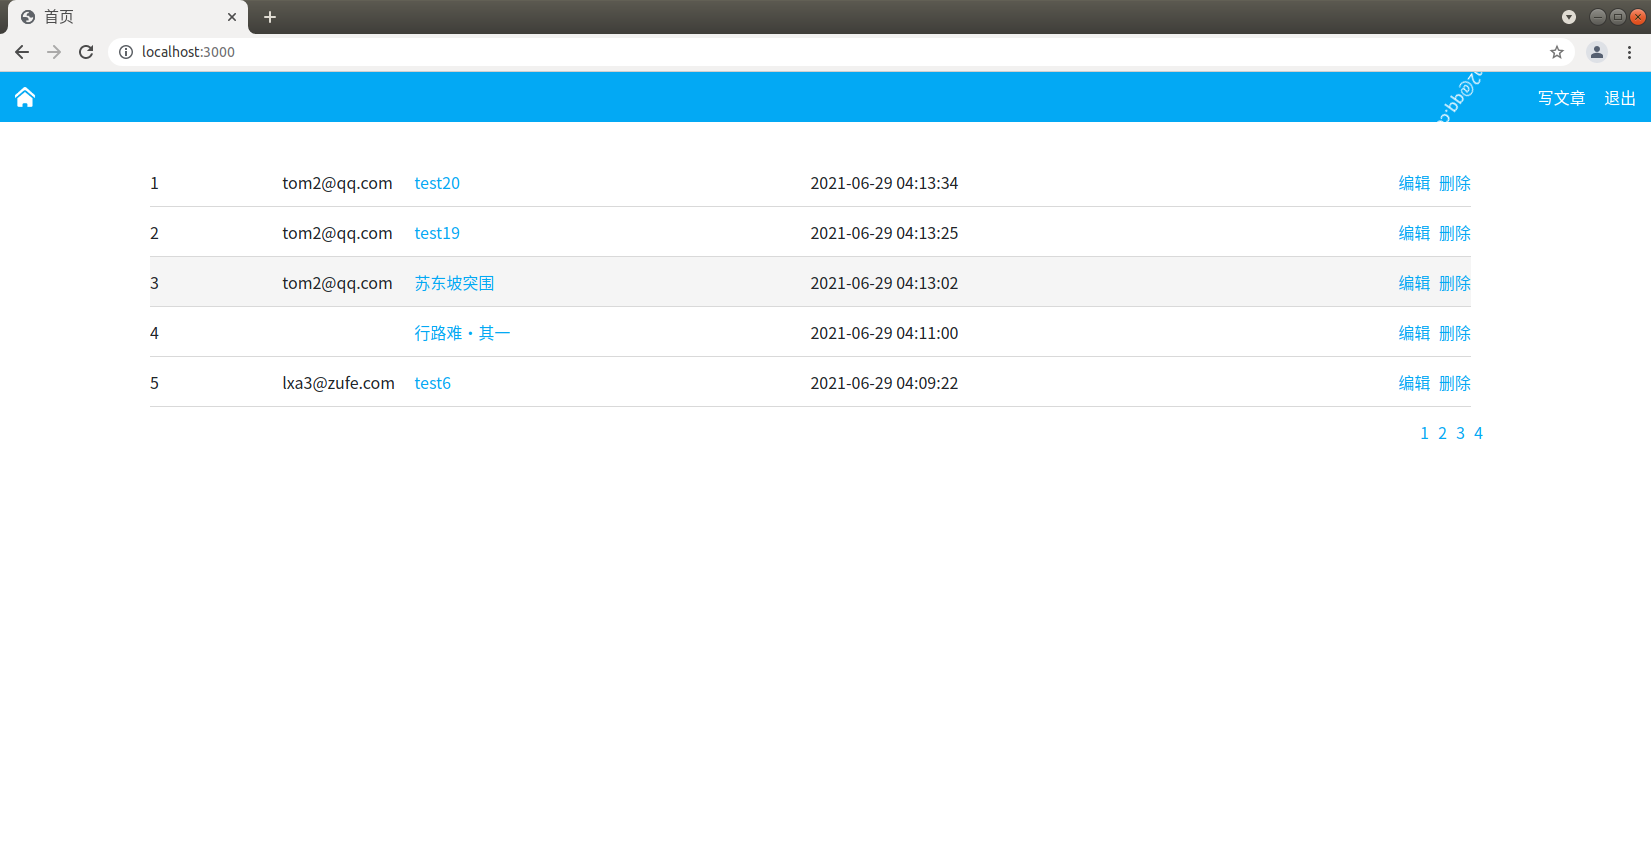 首页
localhost:3000
2@qq.c
写文章 退出
1 tom2@qq.com test20 2021-06-29 04:13:34 编辑 删除
2 tom2@qq.com test19 2021-06-29 04:13:25 编辑 删除
3 tom2@qq.com 苏东坡突围 2021-06-29 04:13:02 编辑 删除
4 行路难·其一 2021-06-29 04:11:00 编辑 删除
5 lxa3@zufe.com test6 2021-06-29 04:09:22 编辑 删除
1 2 3 4